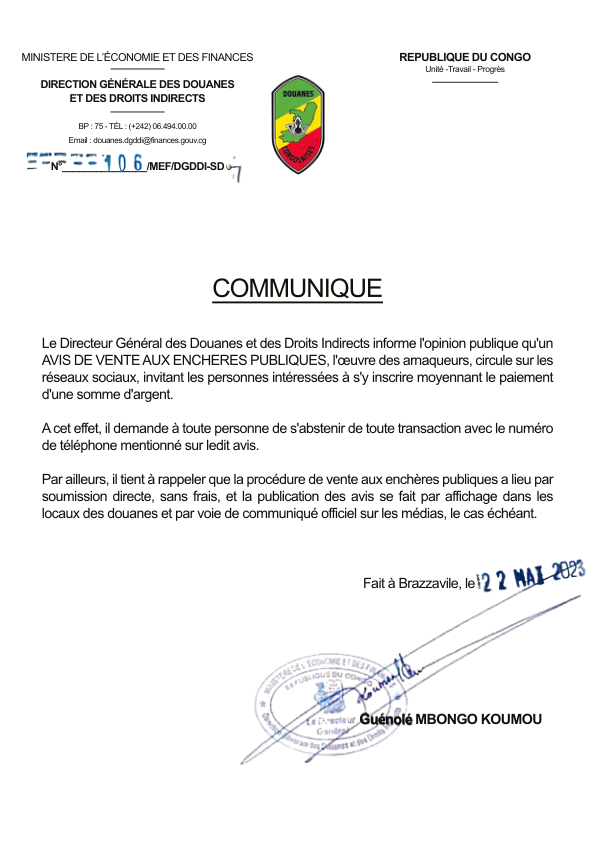 MINISTERE DE L'ÉCONOMIE ET DES FINANCES
DIRECTION GÉNÉRALE DES DOUANES
ET DES DROITS INDIRECTS
BP : 75 - TÉL : (+242) 06.494.00.00
Email : douanes.dgddi@finances.gouv.cg
N° 106 /MEF/DGDDI-SD
DOUANES
CONGOLAISES
REPUBLIQUE DU CONGO
Unité -Travail - Progrès
COMMUNIQUE
Le Directeur Général des Douanes et des Droits Indirects informe l'opinion publique qu'un
AVIS DE VENTE AUX ENCHERES PUBLIQUES, l'œuvre des arnaqueurs, circule sur les
réseaux sociaux, invitant les personnes intéressées à s'y inscrire moyennant le paiement
d'une somme d'argent.
A cet effet, il demande à toute personne de s'abstenir de toute transaction avec le numéro
de téléphone mentionné sur ledit avis.
Par ailleurs, il tient à rappeler que la procédure de vente aux enchères publiques a lieu par
soumission directe, sans frais, et la publication des avis se fait par affichage dans les
locaux des douanes et par voie de communiqué officiel sur les médias, le cas échéant.
Fait à Brazzavile, le 22 MAI 2023
MINISTERE DE L'ÉCONOMIE ET DES FINANCES
REPUBLIQUE DU CONGO
Le Directeur
Général
Direction Générale des Douanes et des Droits
Guénolé MBONGO KOUMOU